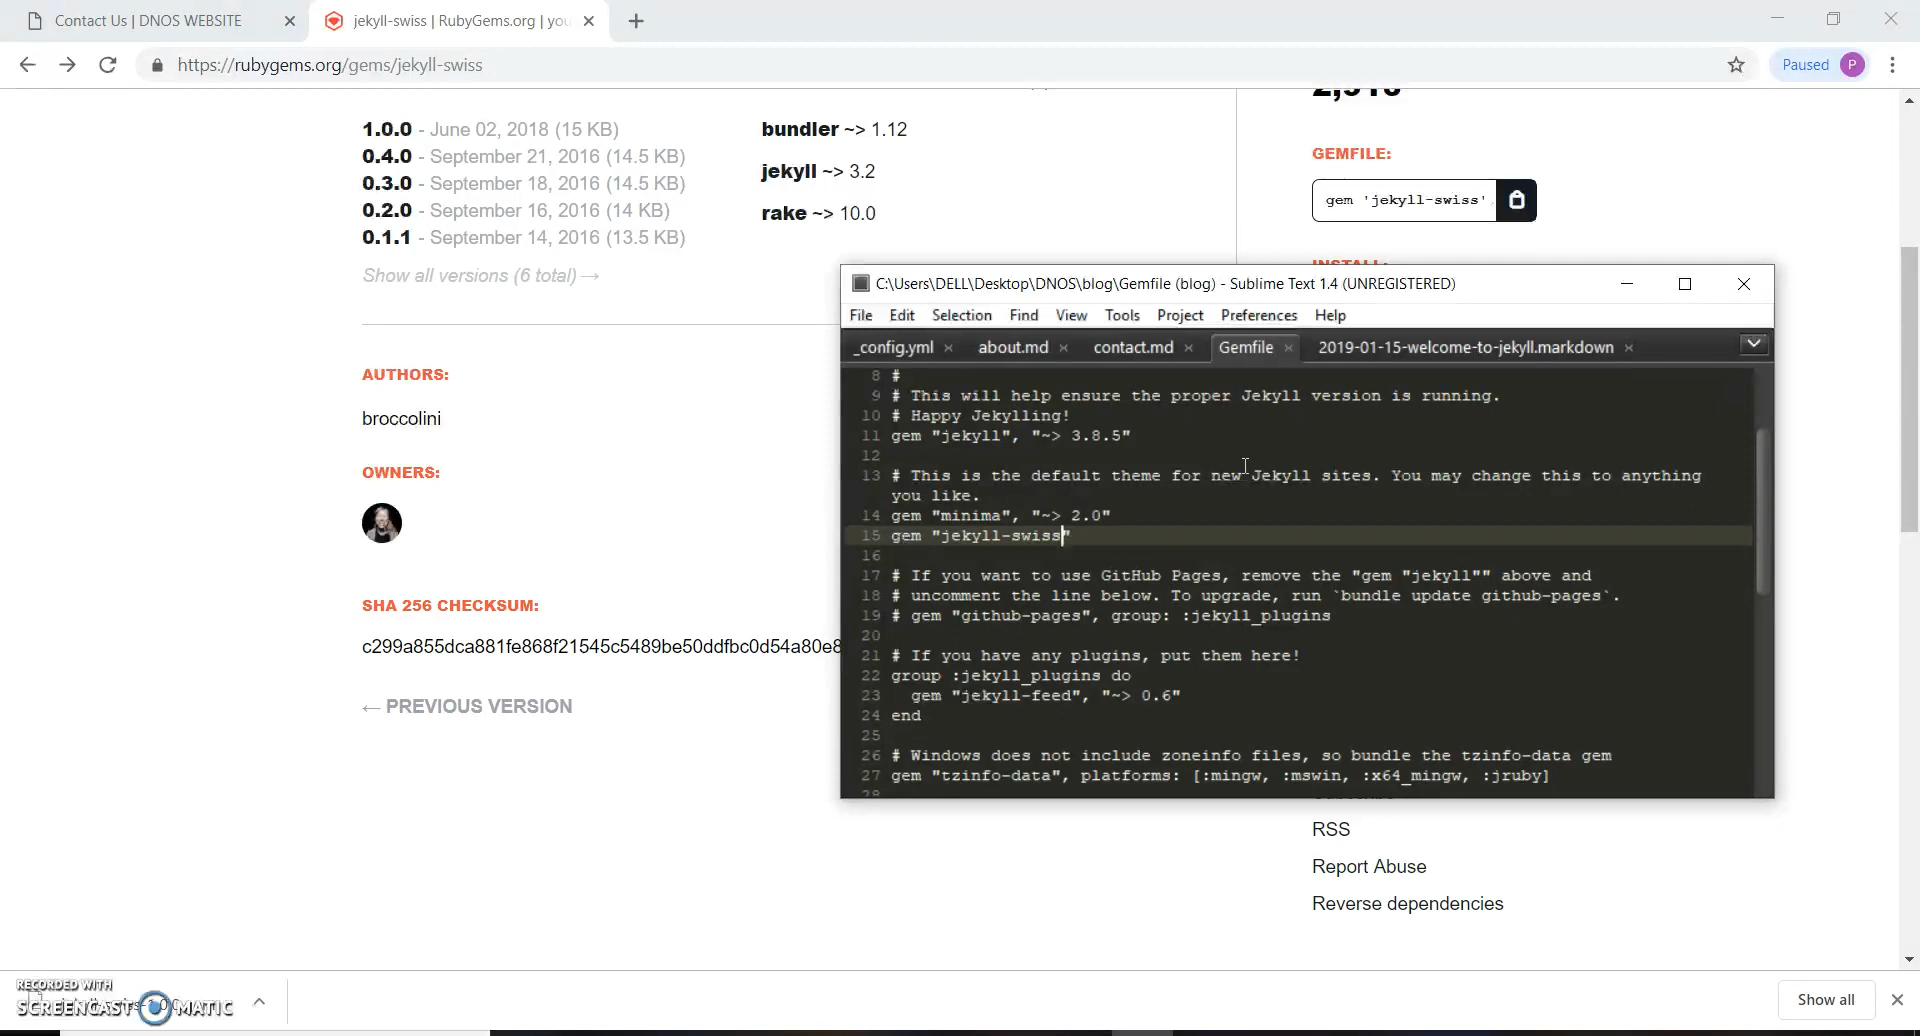 Contact Us | DNOS WEBSITE
jekyll-swiss | RubyGems.org | you
https://rubygems.org/gems/jekyll-swiss
Paused P
1.0.0 - June 02, 2018 (15 KB)
0.4.0 - September 21, 2016 (14.5 KB)
0.3.0 - September 18, 2016 (14.5 KB)
0.2.0 - September 16, 2016 (14 KB)
0.1.1 - September 14, 2016 (13.5 KB)
Show all versions (6 total) →
bundler ~> 1.12
jekyll ~> 3.2
rake ~> 10.0
GEMFILE:
gem 'jekyll-swiss'
AUTHORS:
broccolini
OWNERS:
SHA 256 CHECKSUM:
c299a855dca881fe868f21545c5489be50ddfbc0d54a80e8
← PREVIOUS VERSION
C:\Users\DELL\Desktop\DNOS\blog\Gemfile (blog) - Sublime Text 1.4 (UNREGISTERED)
File Edit Selection Find View Tools Project Preferences Help
_config.yml about.md contact.md Gemfile 2019-01-15-welcome-to-jekyll.markdown
8 #
9 # This will help ensure the proper Jekyll version is running.
10 # Happy Jekylling!
11 gem "jekyll", "~> 3.8.5"
12
13 # This is the default theme for new Jekyll sites. You may change this to anything
you like.
14 gem "minima", "~> 2.0"
15 gem "jekyll-swiss"
16
17 # If you want to use GitHub Pages, remove the "gem "jekyll"" above and
18 # uncomment the line below. To upgrade, run `bundle update github-pages`.
19 # gem "github-pages", group: :jekyll_plugins
20
21 # If you have any plugins, put them here!
22 group :jekyll_plugins do
23 gem "jekyll-feed", "~> 0.6"
24 end
25
26 # Windows does not include zoneinfo files, so bundle the tzinfo-data gem
27 gem "tzinfo-data", platforms: [:mingw, :mswin, :x64_mingw, :jruby]
28
RSS
Report Abuse
Reverse dependencies
RECORDED WITH
SCREENCAST MATIC
Show all